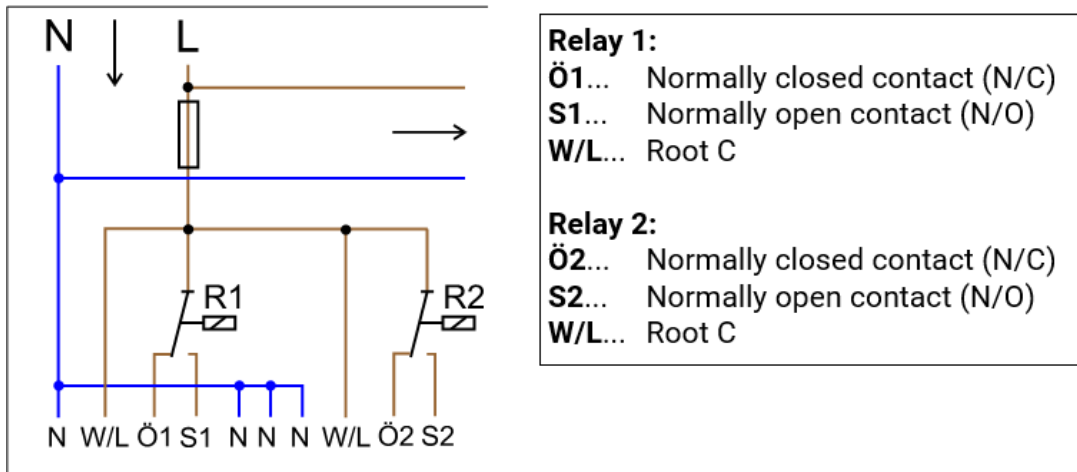 N L
R1 R2
N W/L Ö1 S1 N N N W/L Ö2 S2
Relay 1:
Ö1... Normally closed contact (N/C)
S1... Normally open contact (N/O)
W/L... Root C
Relay 2:
Ö2... Normally closed contact (N/C)
S2... Normally open contact (N/O)
W/L... Root C